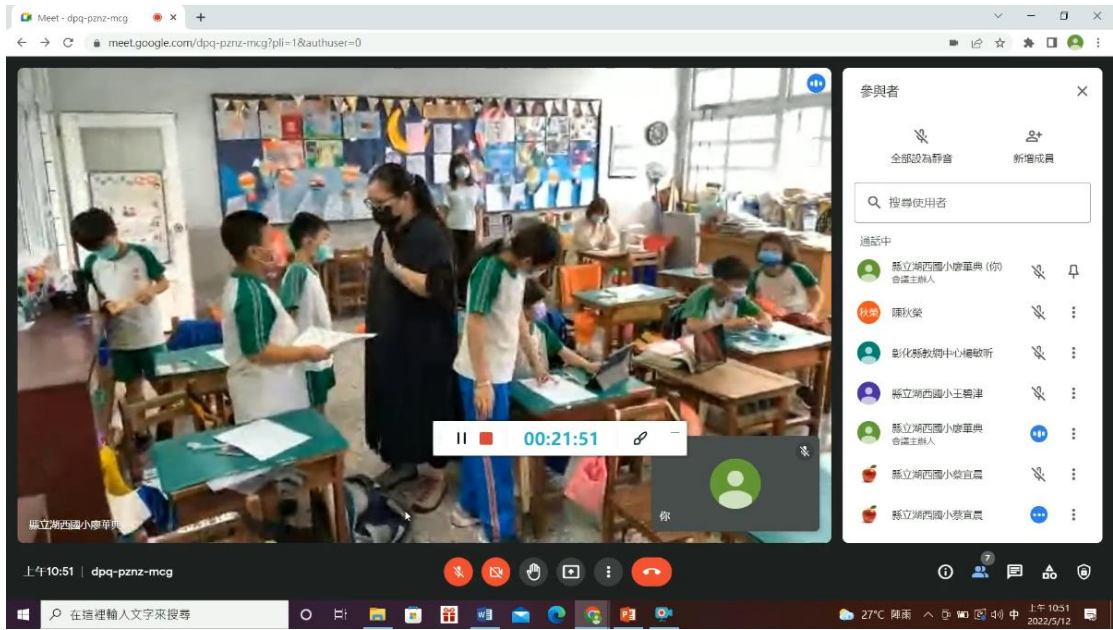 Meet - dpq-pznz-mcg
meet.google.com/dpq-pznz-mcg?pli=1&authuser=0
參與者
全部設為靜音
新增成員
搜尋使用者
通話中
縣立湖西國小廖華典 (你)
會議主辦人
秋榮
陳秋榮
彰化縣教網中心楊敏昕
縣立湖西國小王碧津
縣立湖西國小廖華典
會議主辦人
縣立湖西國小蔡宜晨
縣立湖西國小蔡宜晨
00:21:51
你
縣立湖西國小廖華典
上午10:51 | dpq-pznz-mcg
7
在這裡輸入文字來搜尋
27°C 陣雨
中
上午 10:51
2022/5/12